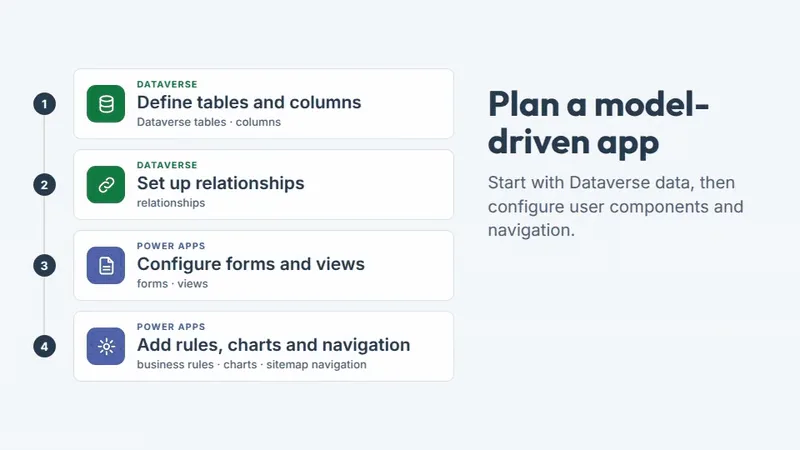 1
DATAVERSE
Define tables and columns
Dataverse tables · columns
2
DATAVERSE
Set up relationships
relationships
3
POWER APPS
Configure forms and views
forms · views
4
POWER APPS
Add rules, charts and navigation
business rules · charts · sitemap navigation
Plan a model-
driven app
Start with Dataverse data, then
configure user components and
navigation.